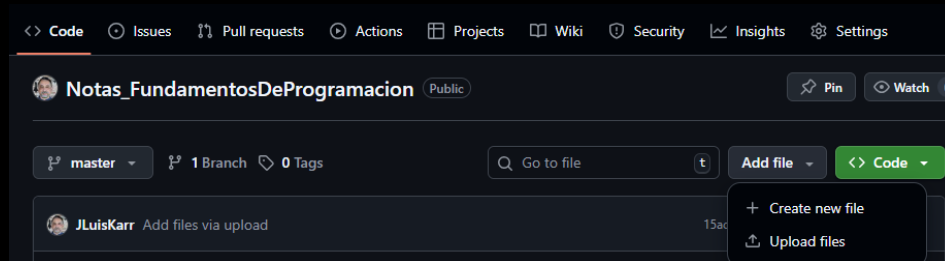 <> Code Issues Pull requests Actions Projects Wiki Security Insights Settings
Notas_FundamentosDeProgramacion Public Pin Watch
master 1 Branch 0 Tags Go to file t Add file <> Code
JLuisKarr Add files via upload
Create new file
Upload files